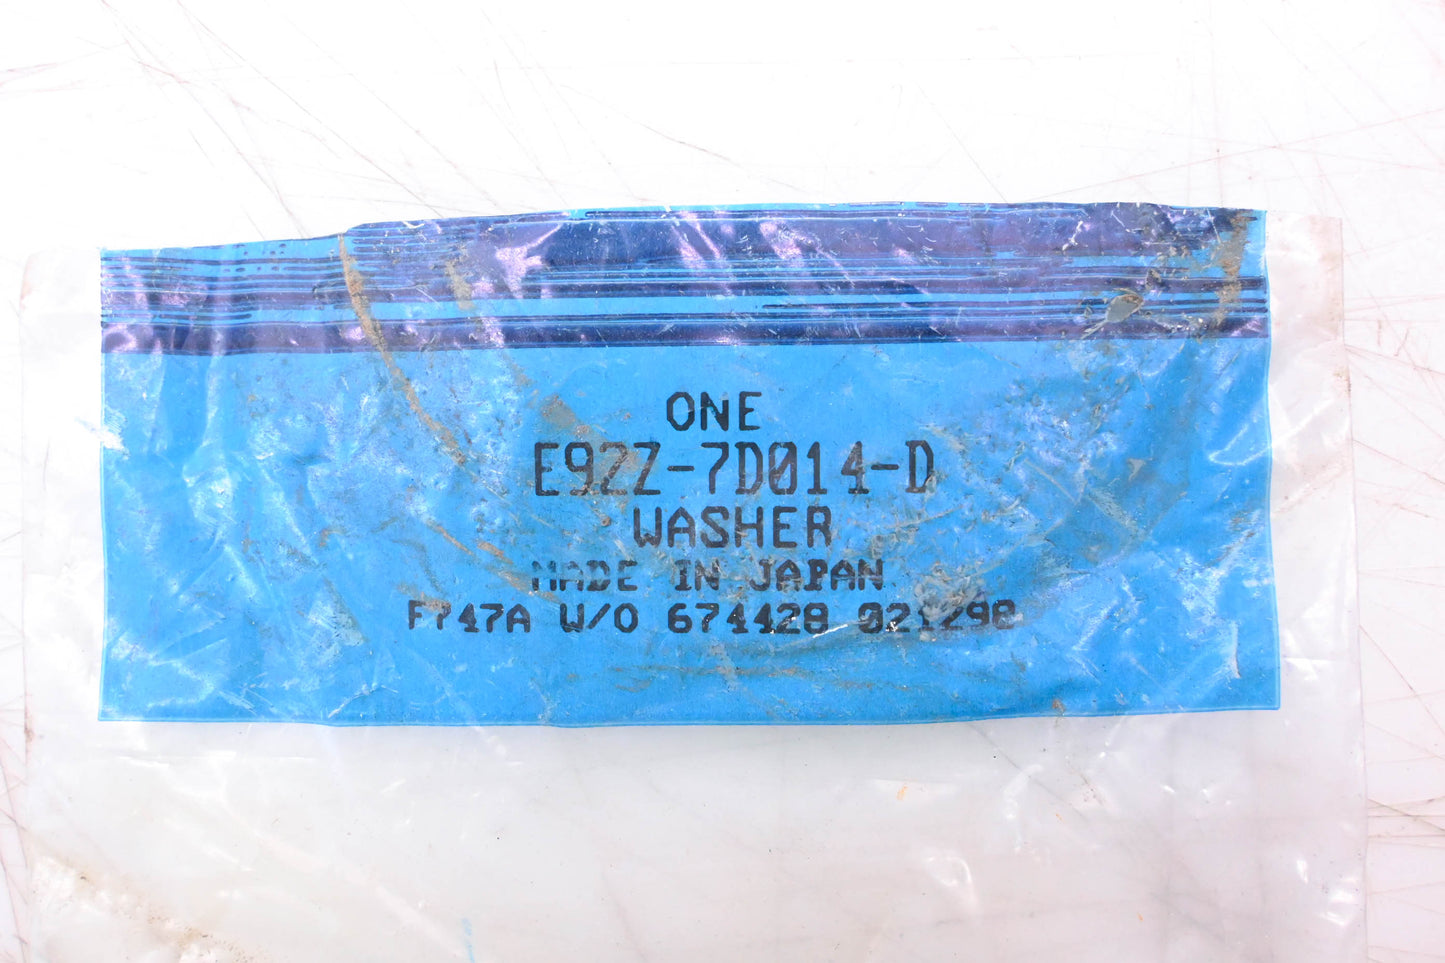 ONE
E92Z-7D014-D
WASHER
MADE IN JAPAN
F747A W/O 674428 021290